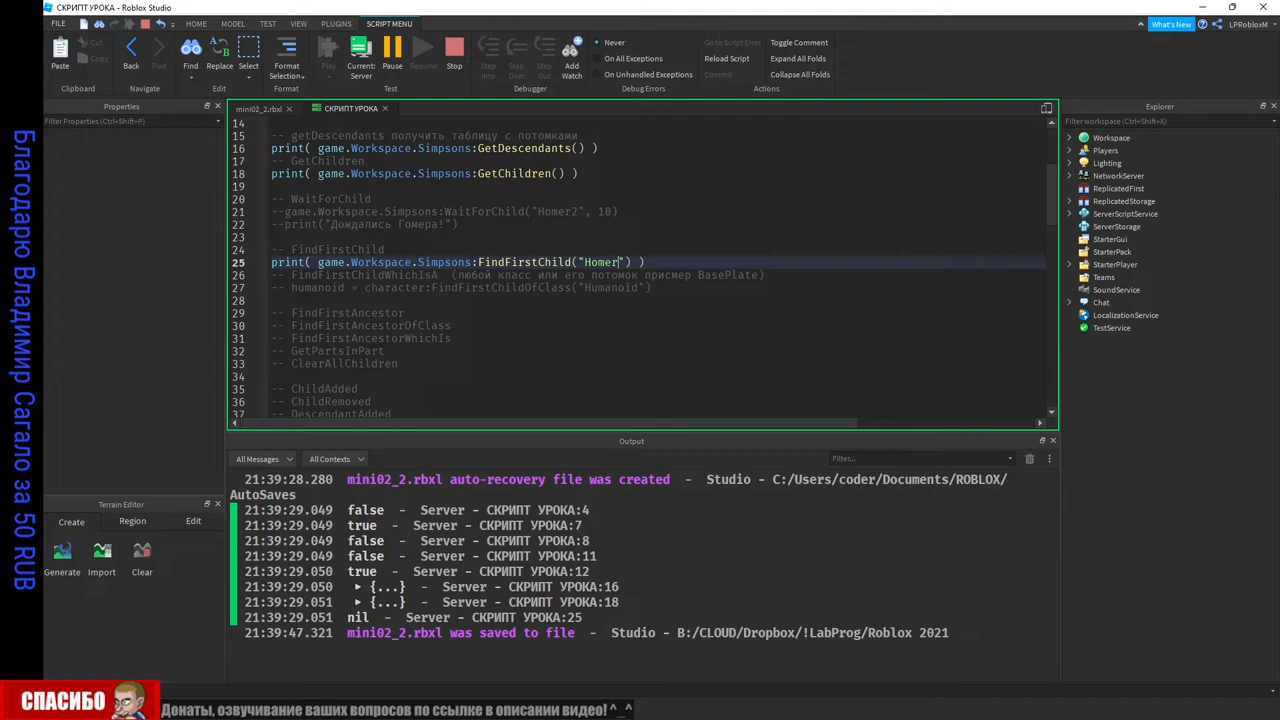 СКРИПТ УРОКА - Roblox Studio
FILE HOME MODEL TEST VIEW PLUGINS SCRIPT MENU What's New LPRobloxM
Paste Cut Copy Back Fwd Find Replace Select Format Selection Play Current: Server Pause Resume Stop Step Into Step Over Step Out Add Watch Never On All Exceptions On Unhandled Exceptions Go to Script Error Reload Script Commit Toggle Comment Expand All Folds Collapse All Folds
Clipboard Navigate Edit Format Test Debugger Debug Errors Actions
Properties
Filter Properties (Ctrl+Shift+P)
mini02_2.rbxl СКРИПТ УРОКА
14
15 -- getDescendants получить таблицу с потомками
16 print( game.Workspace.Simpsons:GetDescendants() )
17 -- GetChildren
18 print( game.Workspace.Simpsons:GetChildren() )
19
20 -- WaitForChild
21 --game.Workspace.Simpsons:WaitForChild("Homer2", 10)
22 --print("Дождались Гомера!")
23
24 -- FindFirstChild
25 print( game.Workspace.Simpsons:FindFirstChild("Homer") )
26 -- FindFirstChildWhichIsA (любой класс или его потомок присмер BasePlate)
27 -- humanoid = character:FindFirstChildOfClass("Humanoid")
28
29 -- FindFirstAncestor
30 -- FindFirstAncestorOfClass
31 -- FindFirstAncestorWhichIs
32 -- GetPartsInPart
33 -- ClearAllChildren
34
35 -- ChildAdded
36 -- ChildRemoved
37 -- DescendantAdded
Explorer
Filter workspace (Ctrl+Shift+X)
Workspace
Players
Lighting
NetworkServer
ReplicatedFirst
ReplicatedStorage
ServerScriptService
ServerStorage
StarterGui
StarterPack
StarterPlayer
Teams
SoundService
Chat
LocalizationService
TestService
Output
All Messages All Contexts Filter...
21:39:28.280 mini02_2.rbxl auto-recovery file was created - Studio - C:/Users/coder/Documents/ROBLOX/
AutoSaves
21:39:29.049 false - Server - СКРИПТ УРОКА:4
21:39:29.049 true - Server - СКРИПТ УРОКА:7
21:39:29.049 false - Server - СКРИПТ УРОКА:8
21:39:29.049 false - Server - СКРИПТ УРОКА:11
21:39:29.050 true - Server - СКРИПТ УРОКА:12
21:39:29.050 {...} - Server - СКРИПТ УРОКА:16
21:39:29.051 {...} - Server - СКРИПТ УРОКА:18
21:39:29.051 nil - Server - СКРИПТ УРОКА:25
21:39:47.321 mini02_2.rbxl was saved to file - Studio - B:/CLOUD/Dropbox/!LabProg/Roblox 2021
Terrain Editor
Create Region Edit
Generate Import Clear
Благодарю Владимир Сагало за 50 RUB
СПАСИБО
Донаты, озвучивание ваших вопросов по ссылке в описании видео! ^_^